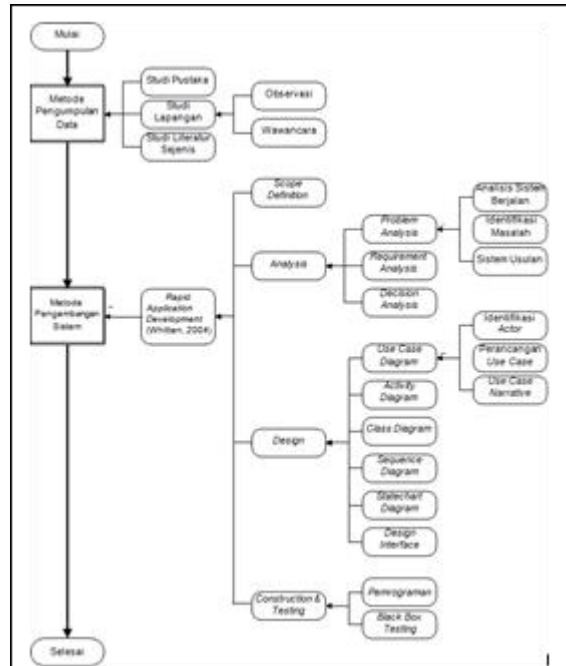 Mulai
Metode
Pengumpulan
Data
Studi Pustaka
Studi
Lapangan
Studi Literatur
Sejenis
Observasi
Wawancara
Metode
Pengembangan
Sistem
Rapid
Application
Development
(Whitten, 2004)
Scope
Definition
Analysis
Problem
Analysis
Requirement
Analysis
Decision
Analysis
Analisis Sistem
Berjalan
Identifikasi
Masalah
Sistem Usulan
Design
Use Case
Diagram
Activity
Diagram
Class Diagram
Sequence
Diagram
Statechart
Diagram
Design
Interface
Identifikasi
Actor
Perancangan
Use Case
Use Case
Narrative
Construction &
Testing
Pemrograman
Black Box
Testing
Selesai